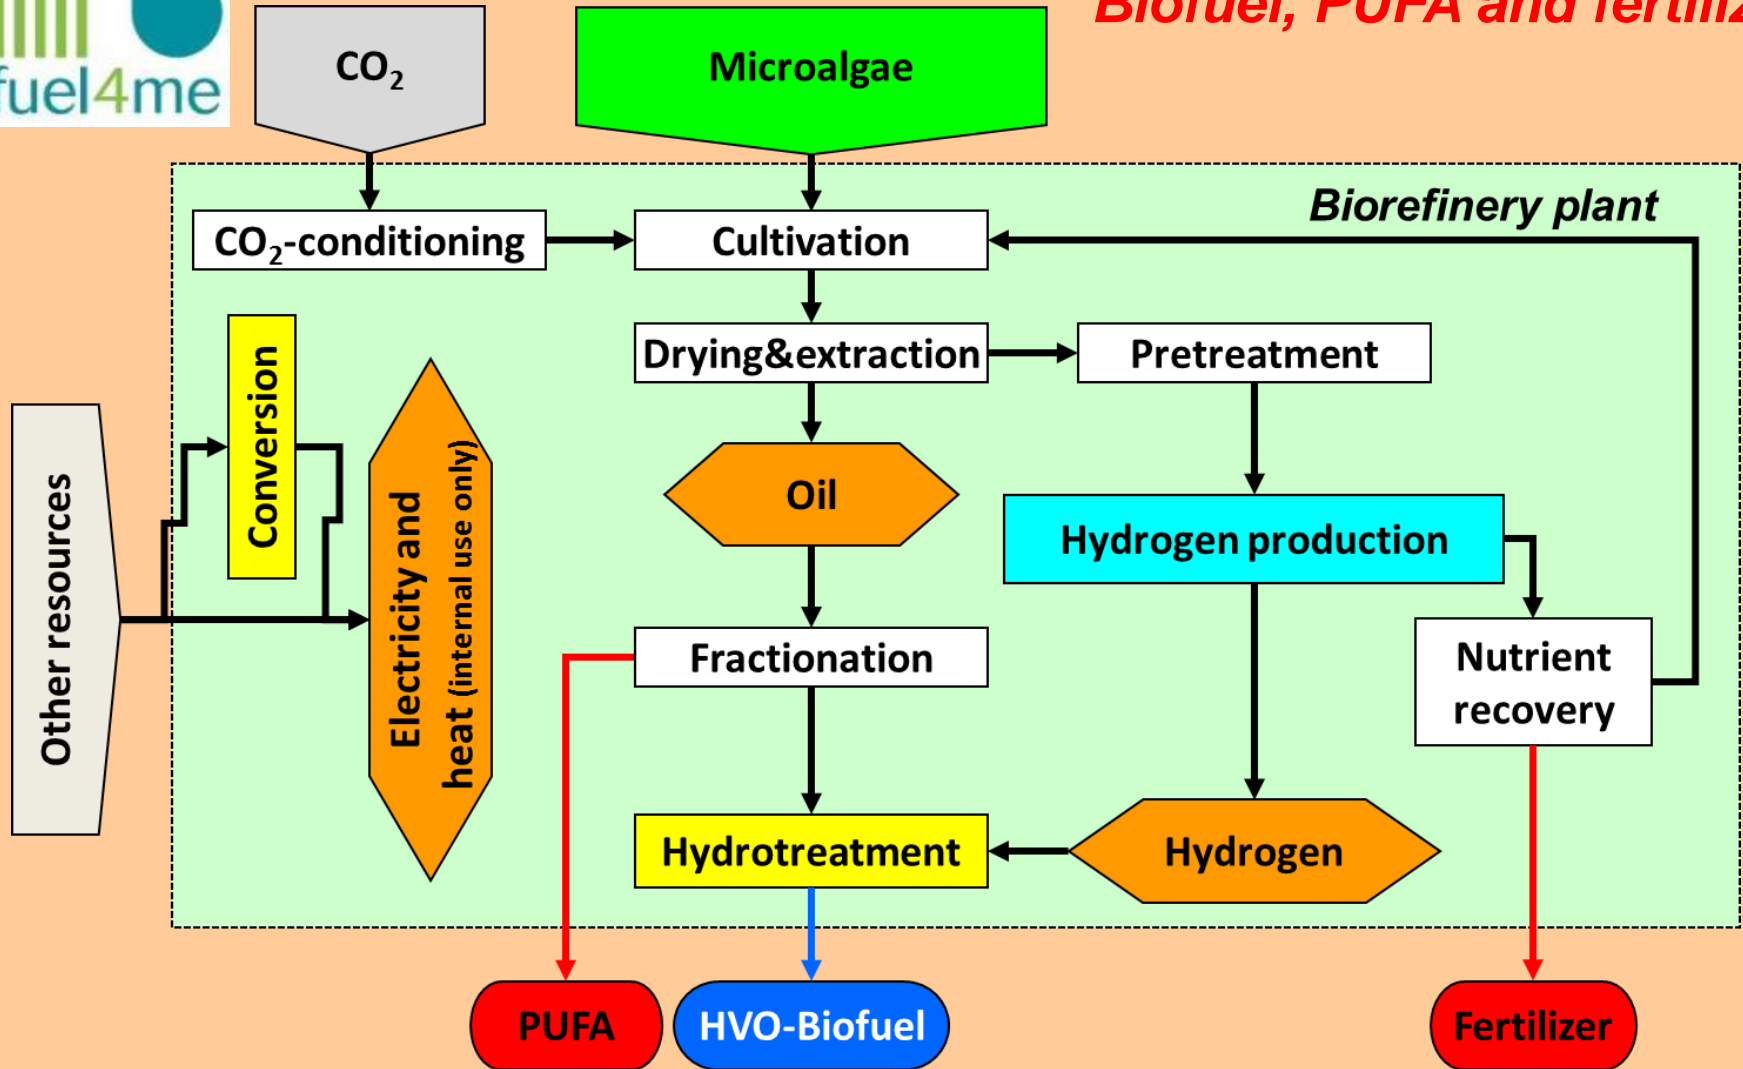 Biofuel, PUFA and
fuel4me
CO₂
Microalgae
Biorefinery plant
CO₂-conditioning
Cultivation
Drying&extraction
Pretreatment
Conversion
Other resources
Electricity and
heat (internal use only)
Oil
Hydrogen production
Fractionation
Nutrient
recovery
Hydrotreatment
Hydrogen
PUFA
HVO-Biofuel
Fertilizer